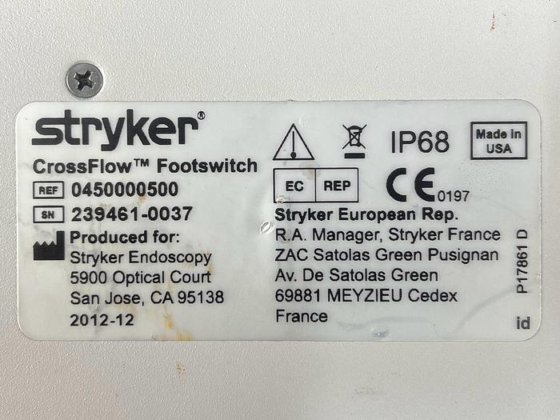 stryker®
CrossFlow™ Footswitch
REF 0450000500
SN 239461-0037
Produced for:
Stryker Endoscopy
5900 Optical Court
San Jose, CA 95138
2012-12
IP68
Made in
USA
EC REP
CE 0197
Stryker European Rep.
R.A. Manager, Stryker France
ZAC Satolas Green Pusignan
Av. De Satolas Green
69881 MEYZIEU Cedex
France
P17861 D
id